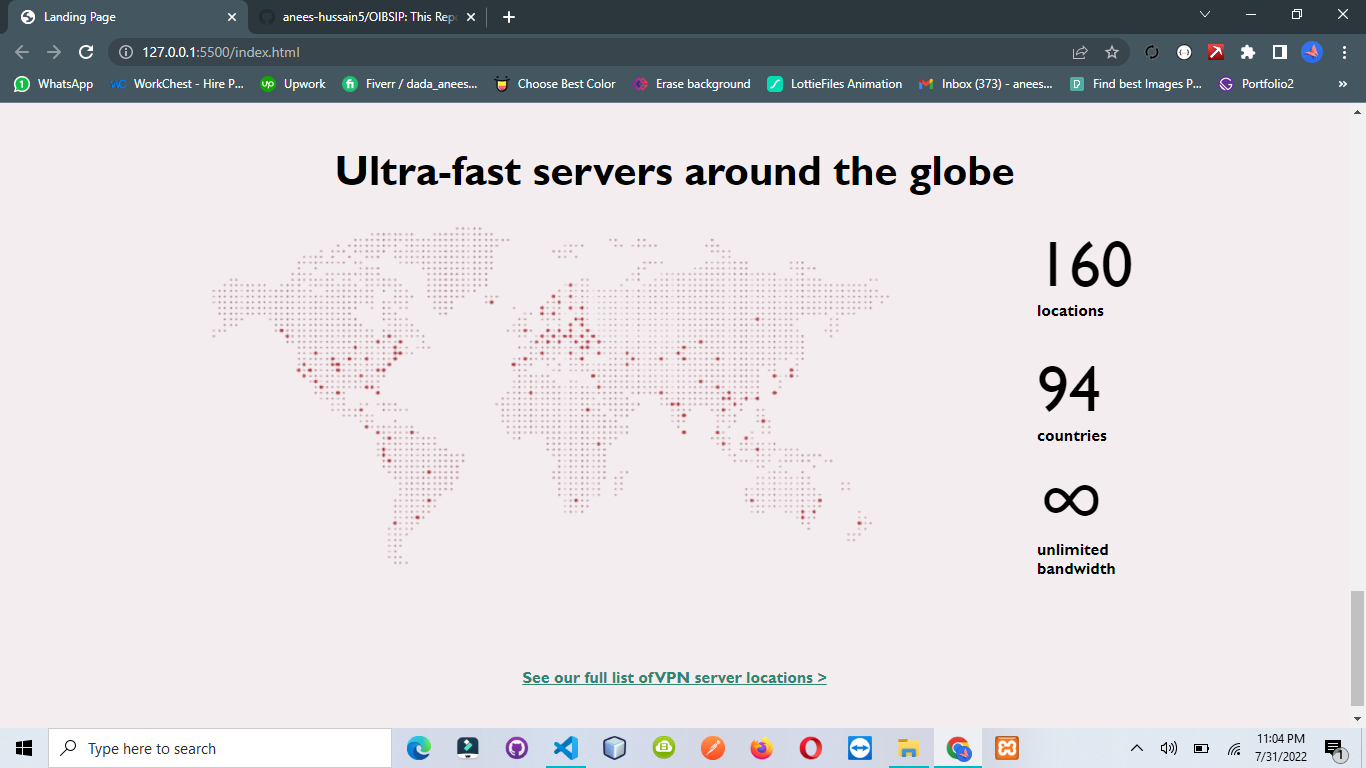 Landing Page
anees-hussain5/OIBSIP: This Repo
127.0.0.1:5500/index.html
WhatsApp
WorkChest - Hire P...
Upwork
Fiverr / dada_anees...
Choose Best Color
Erase background
LottieFiles Animation
Inbox (373) - anees...
Find best Images P...
Portfolio2
»
Ultra-fast servers around the globe
160
locations
94
countries
∞
unlimited
bandwidth
See our full list ofVPN server locations >
Type here to search
11:04 PM
7/31/2022
1